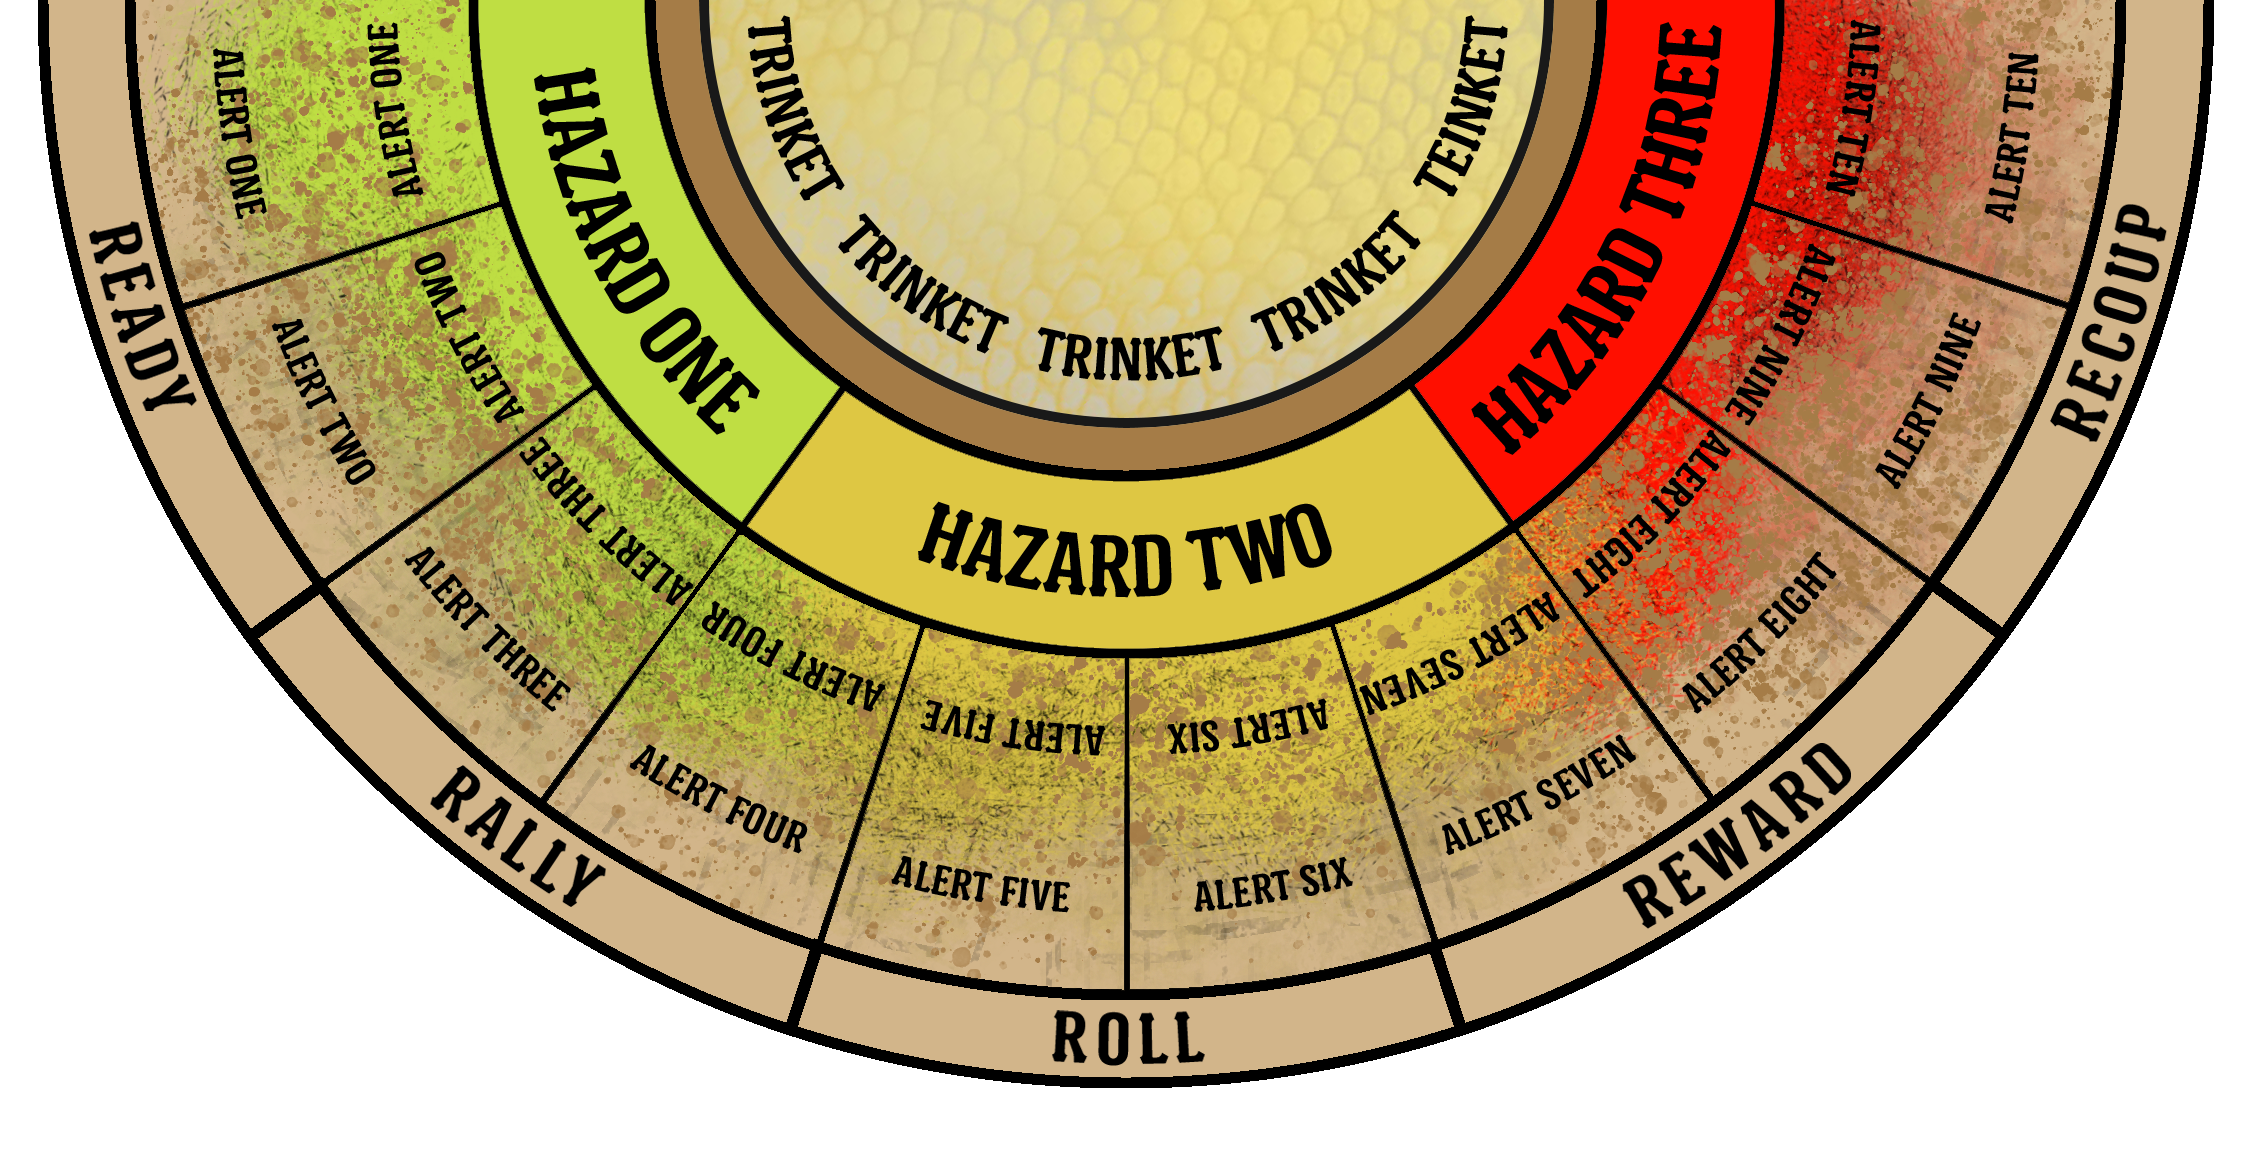 TRINKET
TRINKET
TRINKET
TRINKET
TEINKET
HAZARD ONE
HAZARD TWO
HAZARD THREE
ALERT ONE
ALERT TWO
ALERT THREE
ALERT FOUR
ALERT FIVE
ALERT SIX
ALERT SEVEN
ALERT EIGHT
ALERT NINE
ALERT TEN
ALERT ONE
ALERT TWO
ALERT THREE
ALERT FOUR
ALERT FIVE
ALERT SIX
ALERT SEVEN
ALERT EIGHT
ALERT NINE
ALERT TEN
READY
RALLY
ROLL
REWARD
RECOUP